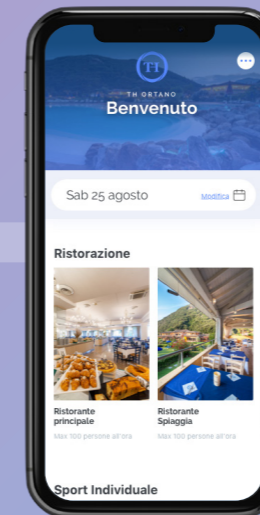 TH
TH ORTANO
Benvenuto
Sab 25 agosto Modifica
Ristorazione
Ristorante principale
Max 100 persone all'ora
Ristorante Spiaggia
Max 100 persone all'ora
Sport Individuale